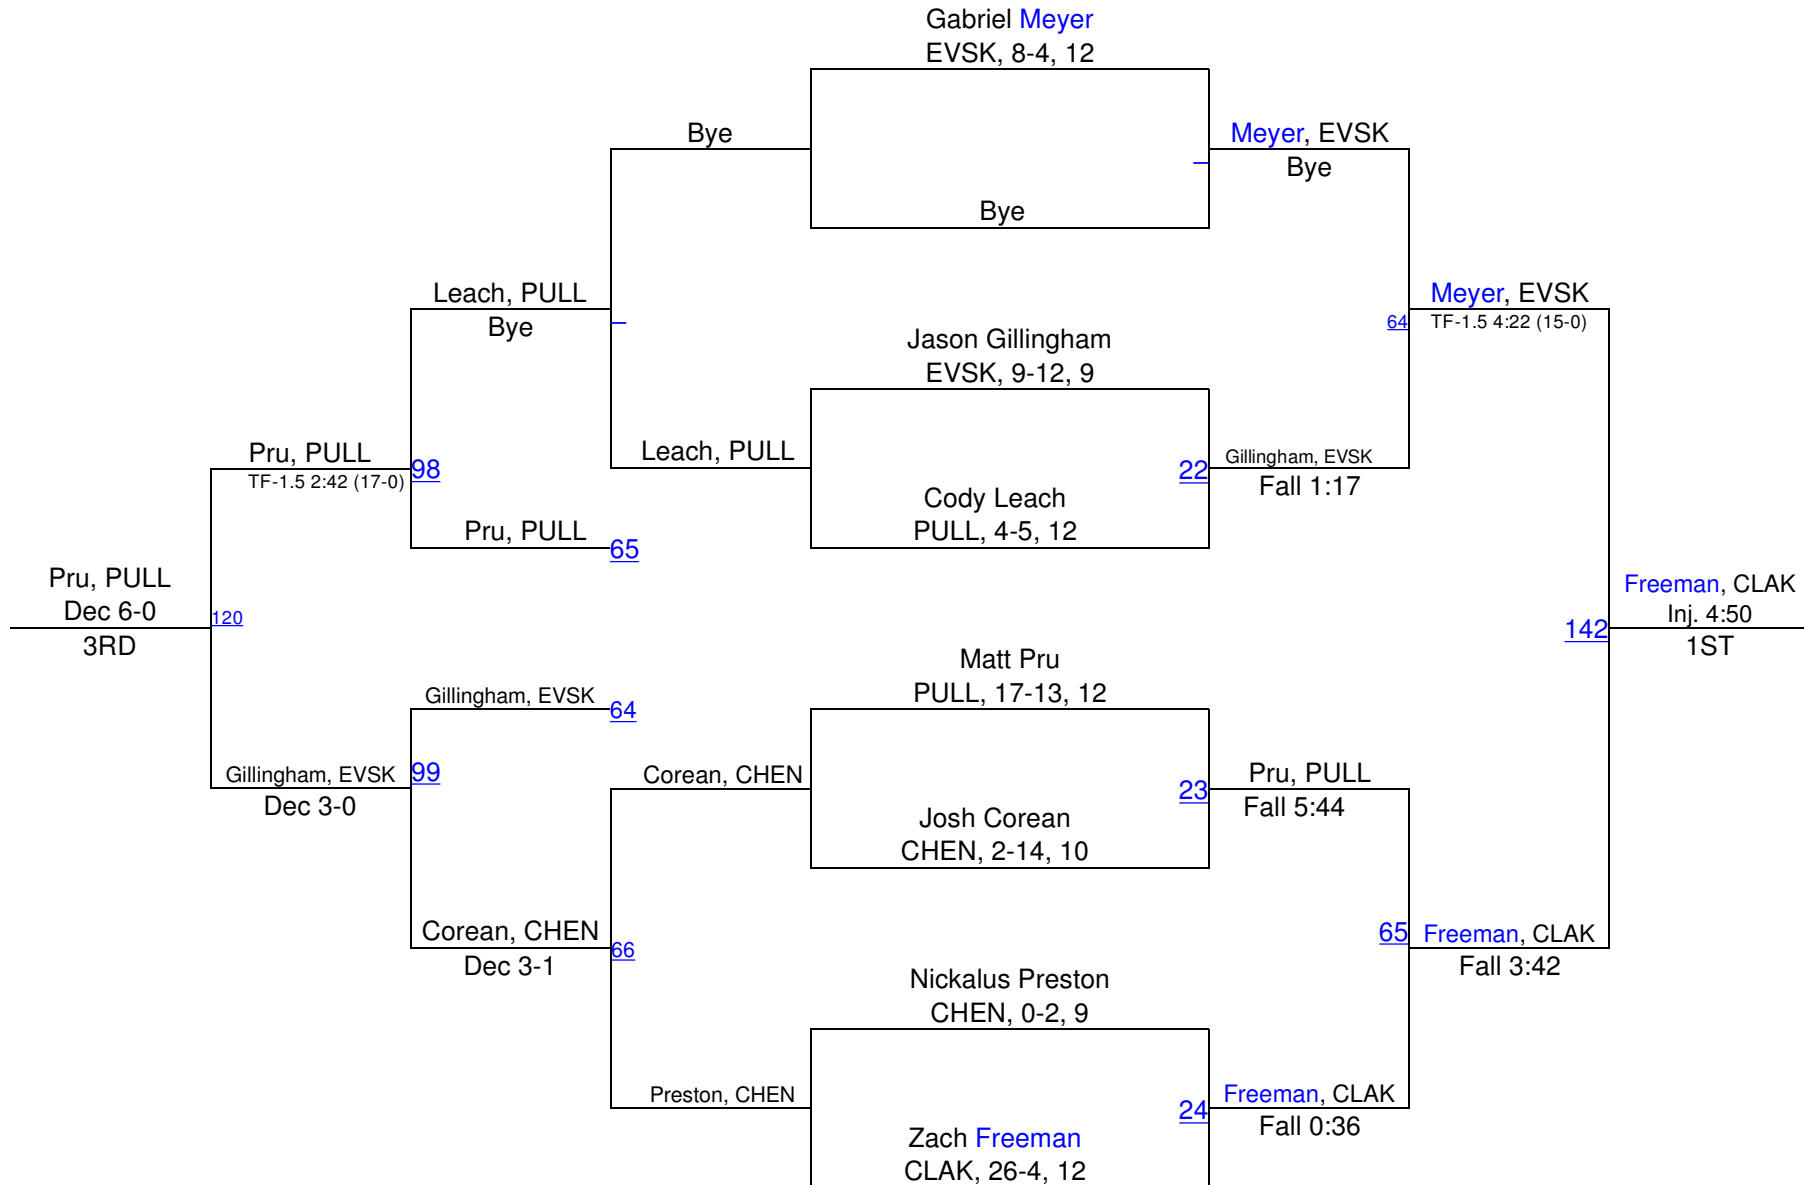 Gabriel Meyer
EVSK, 8-4, 12
Bye
Meyer, EVSK
Bye
Bye
Leach, PULL
Bye
Meyer, EVSK
64
TF-1.5 4:22 (15-0)
Jason Gillingham
EVSK, 9-12, 9
Pru, PULL
TF-1.5 2:42 (17-0)
98
Leach, PULL
22
Gillingham, EVSK
Fall 1:17
Cody Leach
PULL, 4-5, 12
Pru, PULL
65
Pru, PULL
Dec 6-0
3RD
120
Freeman, CLAK
Inj. 4:50
1ST
142
Matt Pru
PULL, 17-13, 12
Gillingham, EVSK
64
Gillingham, EVSK
Dec 3-0
99
Corean, CHEN
23
Pru, PULL
Fall 5:44
Josh Corean
CHEN, 2-14, 10
Corean, CHEN
Dec 3-1
66
65
Freeman, CLAK
Fall 3:42
Nickalus Preston
CHEN, 0-2, 9
Preston, CHEN
24
Freeman, CLAK
Fall 0:36
Zach Freeman
CLAK, 26-4, 12